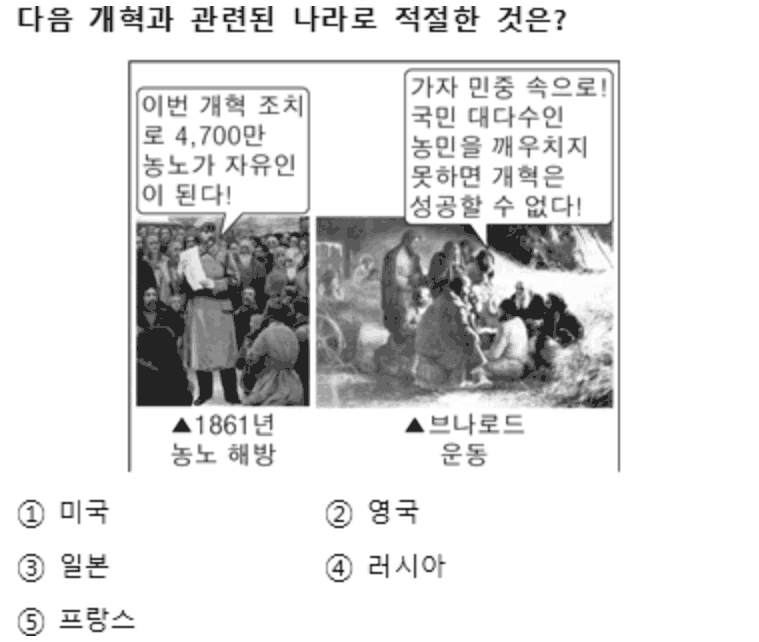 다음 개혁과 관련된 나라로 적절한 것은?
이번 개혁 조치
로 4,700만
농노가 자유인
이 된다!
가자 민중 속으로!
국민 대다수인
농민을 깨우치지
못하면 개혁은
성공할 수 없다!
▲1861년
농노 해방
▲브나로드
운동
① 미국
② 영국
③ 일본
④ 러시아
⑤ 프랑스